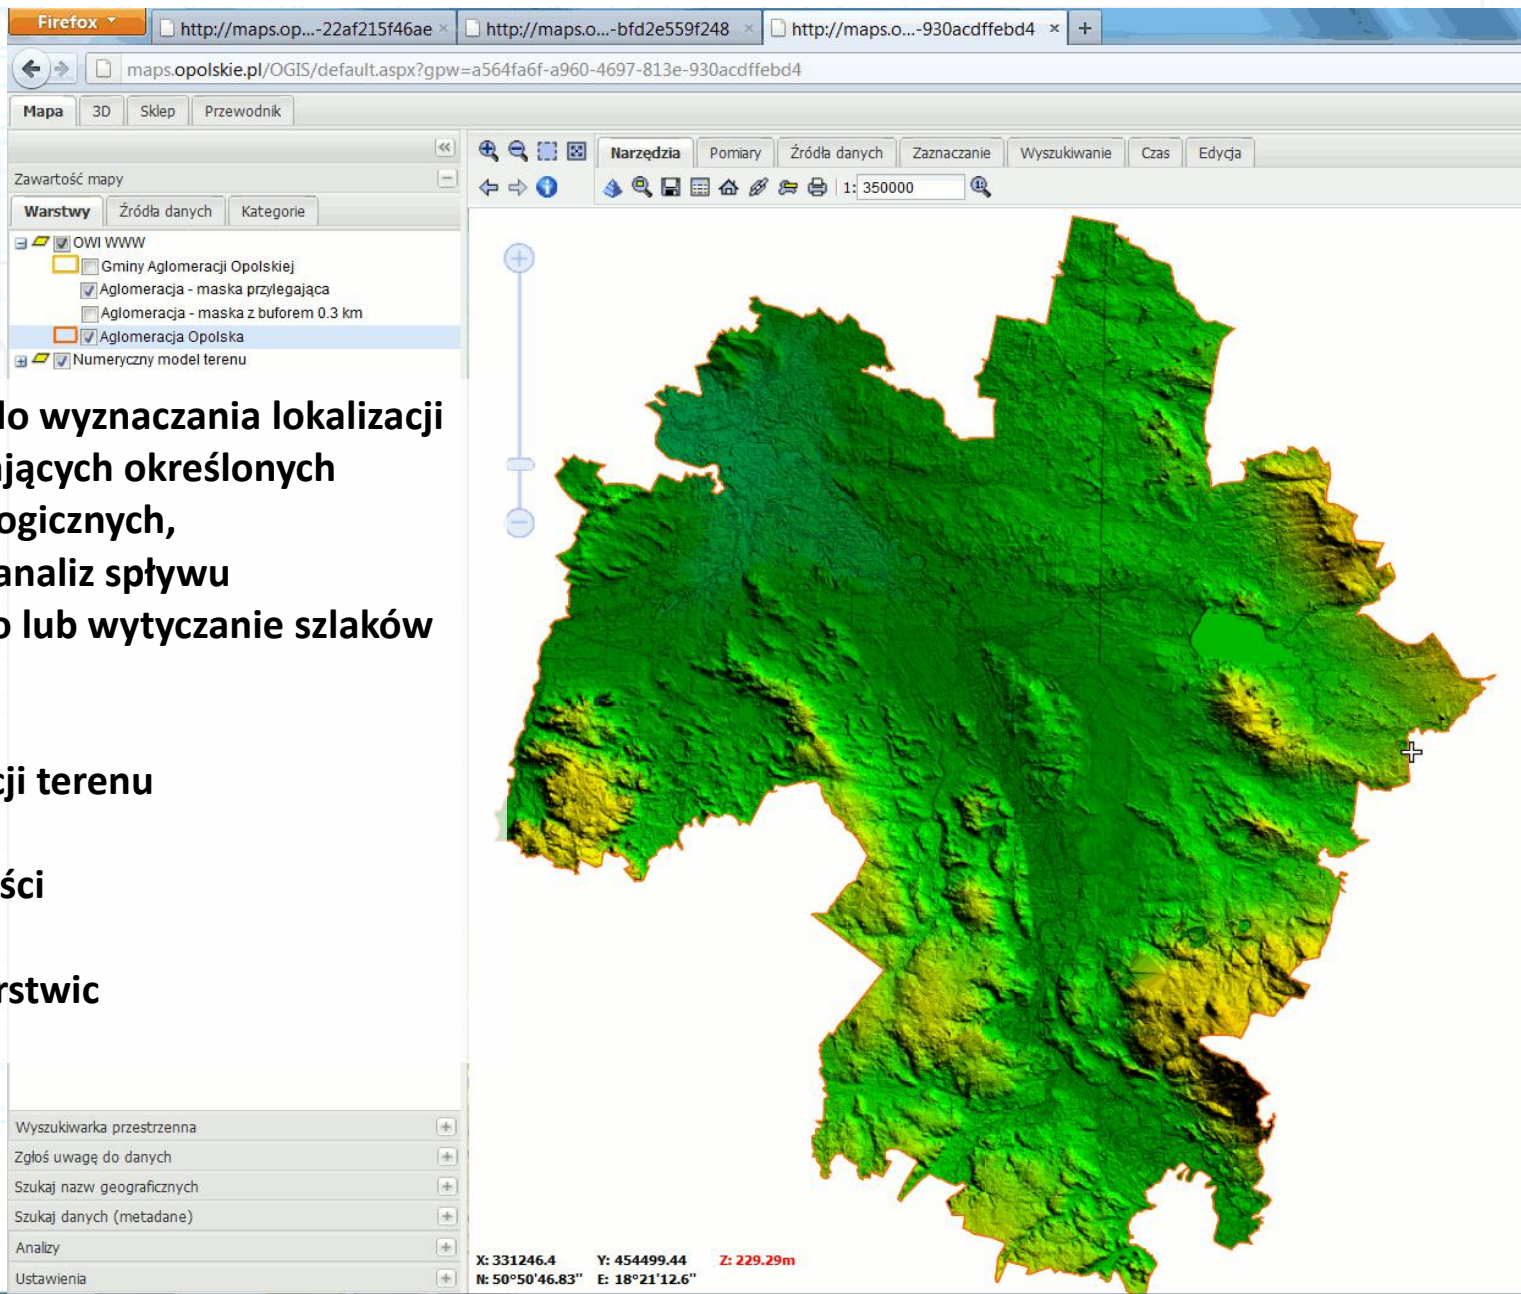 Firefox
http://maps.op...-22af215f46ae ×
http://maps.o...-bfd2e559f248 ×
http://maps.o...-930acdffebd4 × +
maps.opolskie.pl/OGIS/default.aspx?gpw=a564fa6f-a960-4697-813e-930acdffebd4
Mapa 3D Sklep Przewodnik
Zawartość mapy
Warstwy Źródła danych Kategorie
OWI WWW
Gminy Aglomeracji Opolskiej
Aglomeracja - maska przylegająca
Aglomeracja - maska z buforem 0.3 km
Aglomeracja Opolska
Numeryczny model terenu
lo wyznaczania lokalizacji
ających określonych
ogicznych,
analiz spływu
o lub wytyczanie szlaków
cji terenu
ści
rstwic
Wyszukiwarka przestrzenna
Zgłoś uwagę do danych
Szukaj nazw geograficznych
Szukaj danych (metadane)
Analizy
Ustawienia
Narzędzia Pomiary Źródła danych Zaznaczanie Wyszukiwanie Czas Edycja
1: 350000
X: 331246.4 Y: 454499.44 Z: 229.29m
N: 50°50'46.83" E: 18°21'12.6"